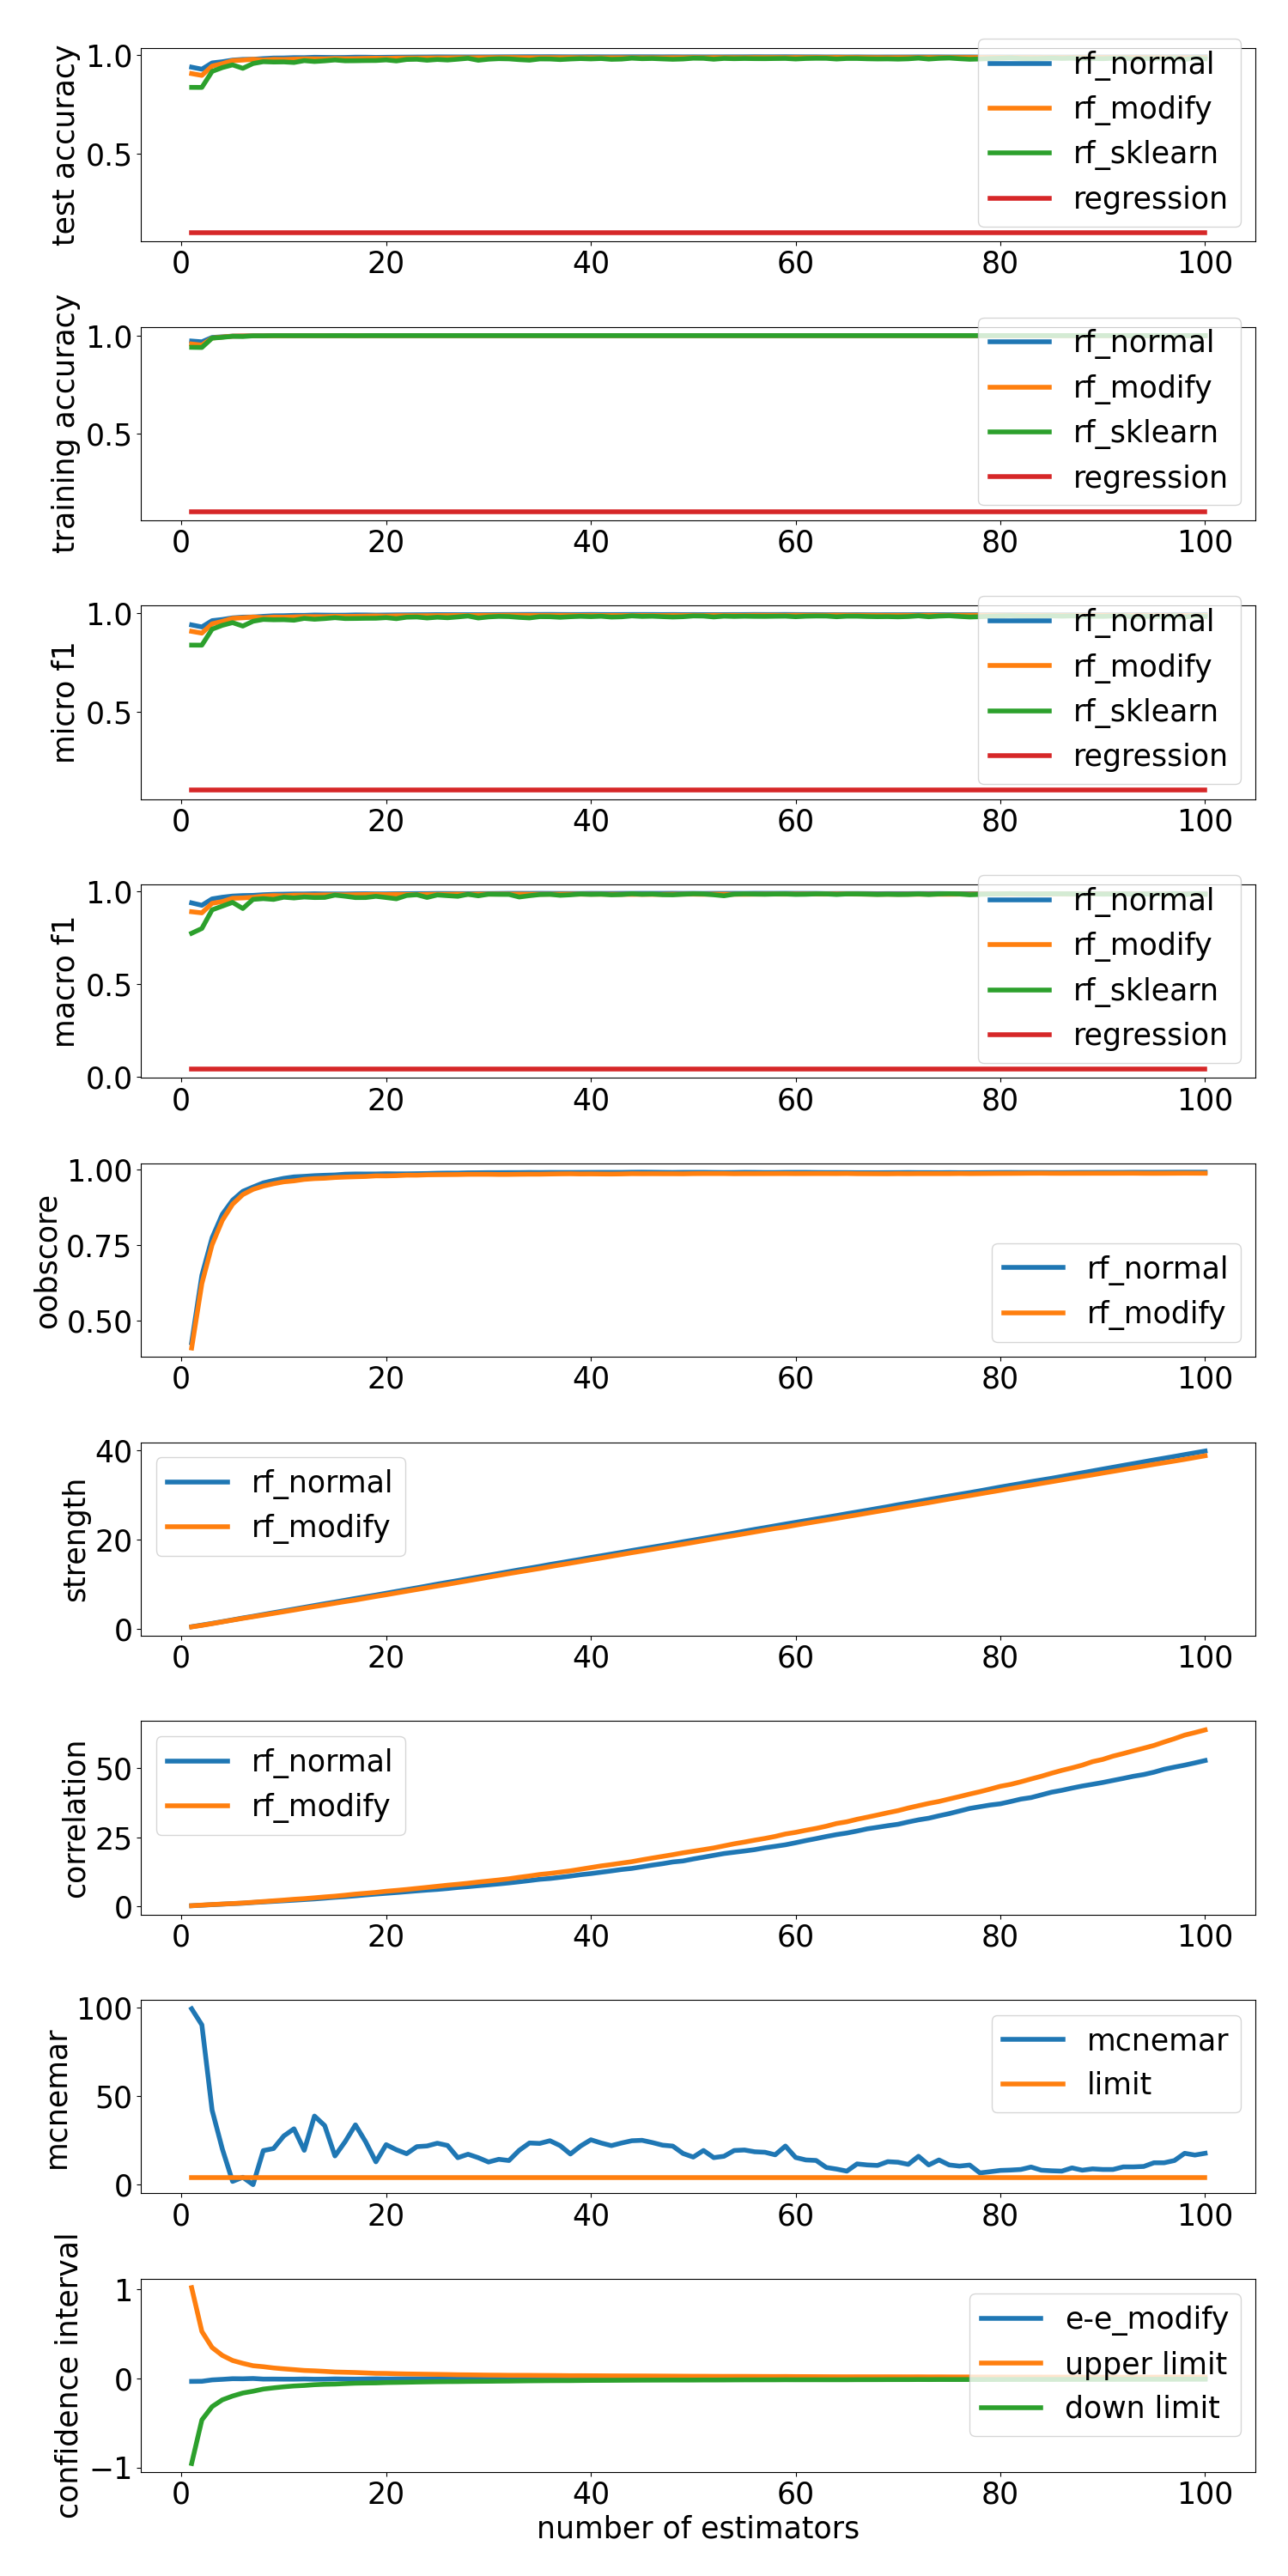 test accuracy
1.0
0.5
rf_normal
rf_modify
rf_sklearn
regression
0 20 40 60 80 100
training accuracy
1.0
0.5
rf_normal
rf_modify
rf_sklearn
regression
0 20 40 60 80 100
micro f1
1.0
0.5
rf_normal
rf_modify
rf_sklearn
regression
0 20 40 60 80 100
macro f1
1.0
0.5
0.0
rf_normal
rf_modify
rf_sklearn
regression
0 20 40 60 80 100
oobscore
1.00
0.75
0.50
rf_normal
rf_modify
0 20 40 60 80 100
strength
40
20
0
rf_normal
rf_modify
0 20 40 60 80 100
correlation
50
25
0
rf_normal
rf_modify
0 20 40 60 80 100
mcnemar
100
50
0
mcnemar
limit
0 20 40 60 80 100
confidence interval
1
0
−1
e-e_modify
upper limit
down limit
0 20 40 60 80 100
number of estimators